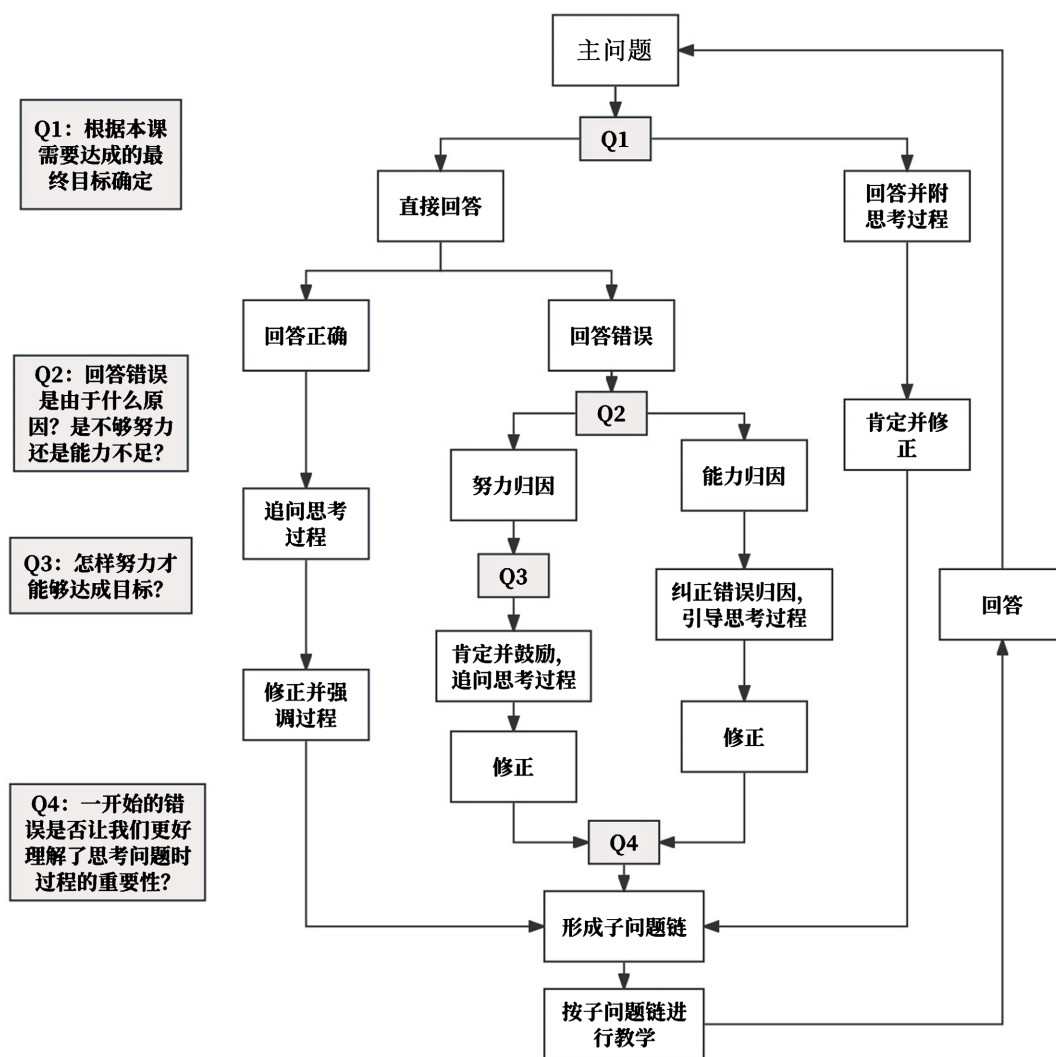 主问题
Q1：根据本课
需要达成的最
终目标确定
Q1
直接回答
回答并附
思考过程
回答正确
回答错误
Q2：回答错误
是由于什么原
因？是不够努力
还是能力不足？
Q2
肯定并修
正
努力归因
能力归因
追问思考
过程
Q3：怎样努力才
能够达成目标？
Q3
纠正错误归因，
引导思考过程
回答
肯定并鼓励，
追问思考过程
修正并强
调过程
修正
修正
Q4：一开始的错
误是否让我们更好
理解了思考问题时
过程的重要性？
Q4
形成子问题链
按子问题链进
行教学